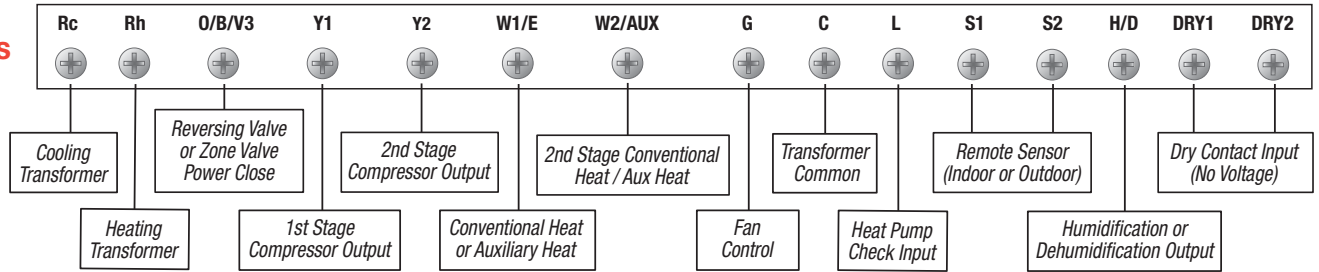 Rc Rh O/B/V3 Y1 Y2 W1/E W2/AUX G C L S1 S2 H/D DRY1 DRY2
s
Cooling
Transformer
Heating
Transformer
Reversing Valve
or Zone Valve
Power Close
1st Stage
Compressor Output
2nd Stage
Compressor Output
Conventional Heat
or Auxiliary Heat
2nd Stage Conventional
Heat / Aux Heat
Fan
Control
Transformer
Common
Heat Pump
Check Input
Remote Sensor
(Indoor or Outdoor)
Humidification or
Dehumidification Output
Dry Contact Input
(No Voltage)